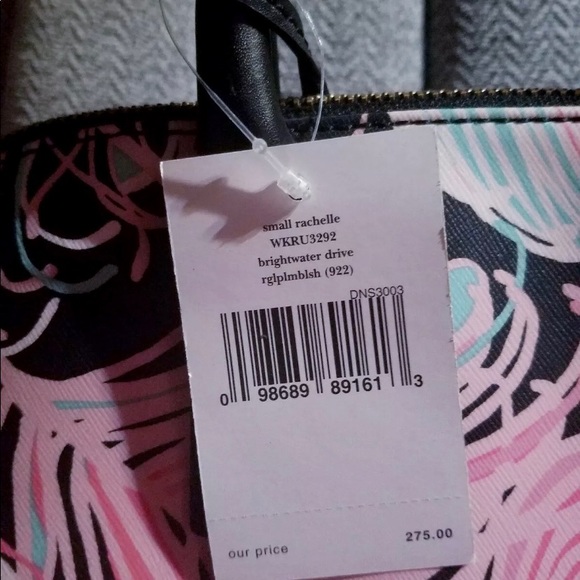 small rachelle
WKRU3292
brightwater drive
rglplmblsh (922)
DNS3003
0 98689 89161 3
our price 275.00